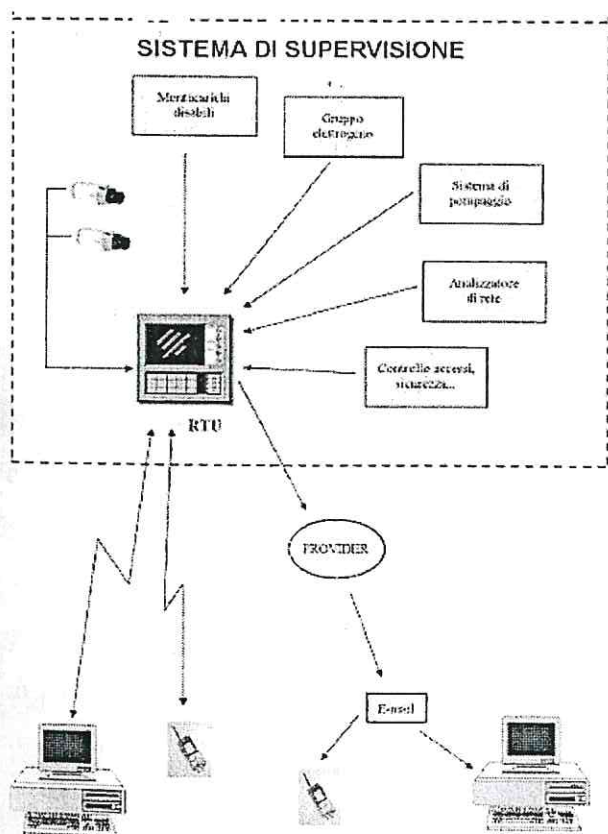 SISTEMA DI SUPERVISIONE
Montacarichi
disabili
Gruppo
elettrogeno
Sistema di
pompaggio
Analizzatore
di rete
Controllo accessi,
sicurezza...
RTU
PROVIDER
E-mail